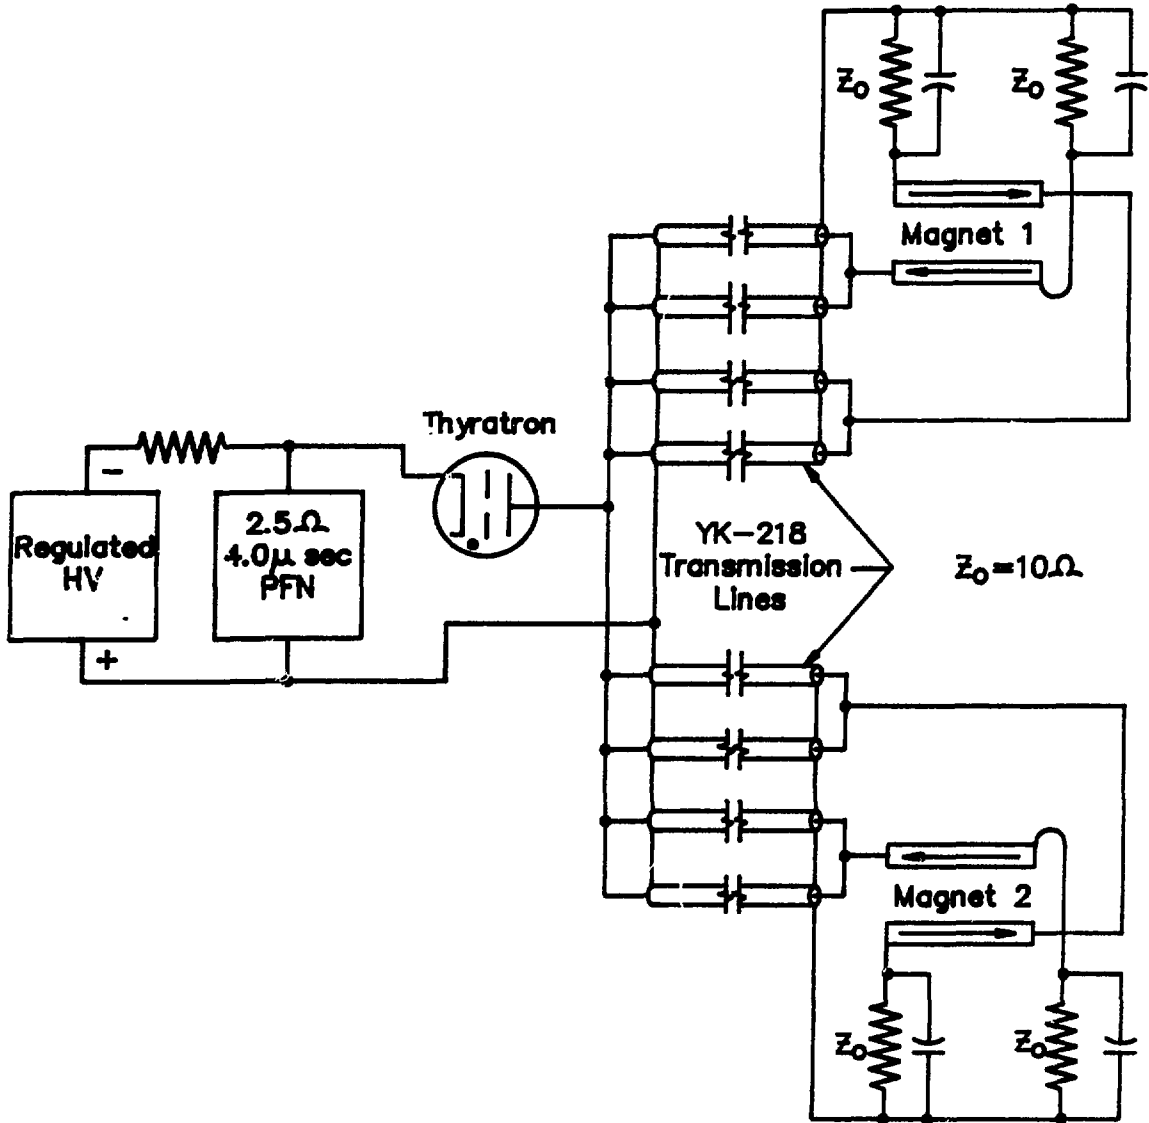 Z₀
Z₀
Magnet 1
Thyratron
−
Regulated
HV
+
2.5Ω
4.0μ sec
PFN
YK-218
Transmission
Lines
Z₀=10Ω
Magnet 2
Z₀
Z₀